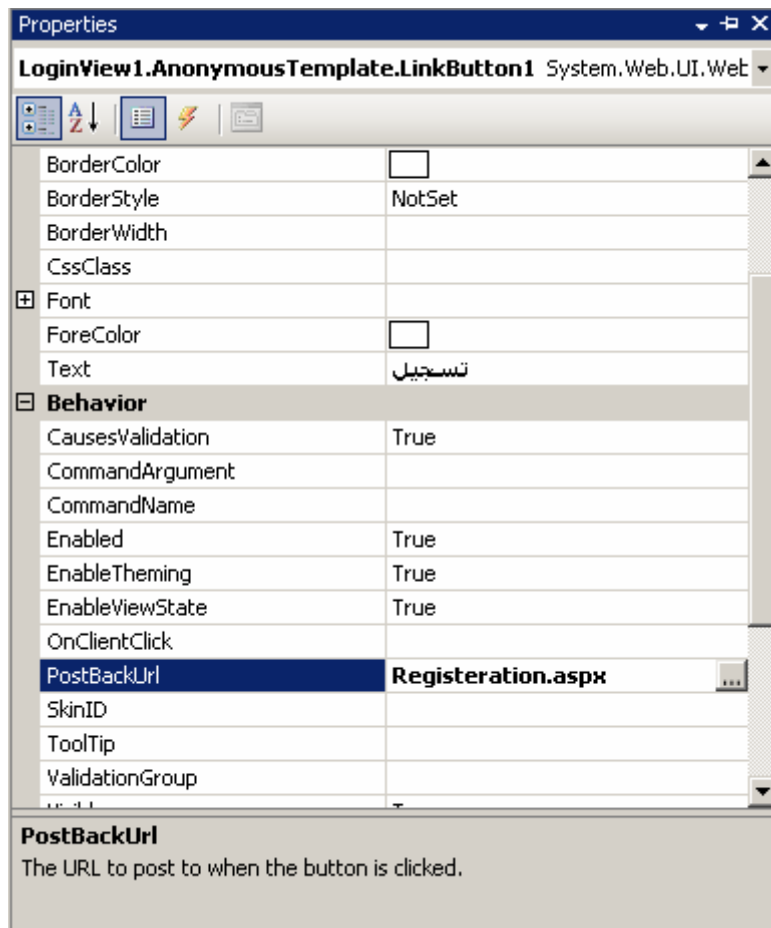 Properties
LoginView1.AnonymousTemplate.LinkButton1 System.Web.UI.Web
BorderColor
BorderStyle NotSet
BorderWidth
CssClass
Font
ForeColor
Text تسجيل
Behavior
CausesValidation True
CommandArgument
CommandName
Enabled True
EnableTheming True
EnableViewState True
OnClientClick
PostBackUrl Registeration.aspx ...
SkinID
ToolTip
ValidationGroup
PostBackUrl
The URL to post to when the button is clicked.